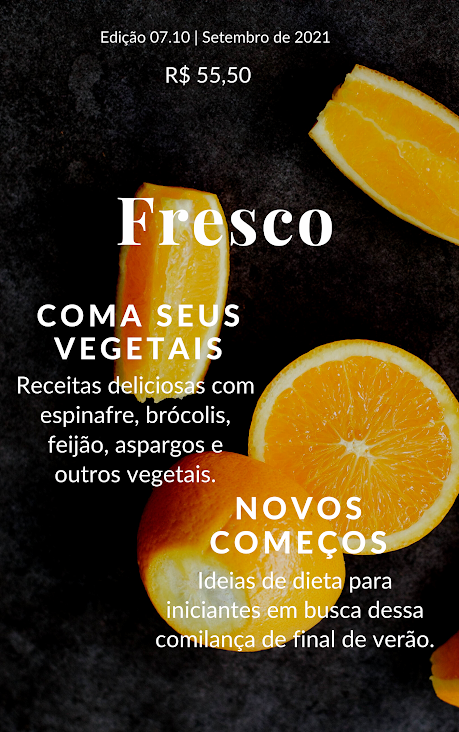 Edição 07.10 | Setembro de 2021
R$ 55,50
Fresco
COMA SEUS
VEGETAIS
Receitas deliciosas com
espinafre, brócolis,
feijão, aspargos e
outros vegetais.
NOVOS
COMEÇOS
Ideias de dieta para
iniciantes em busca dessa
comilança de final de verão.